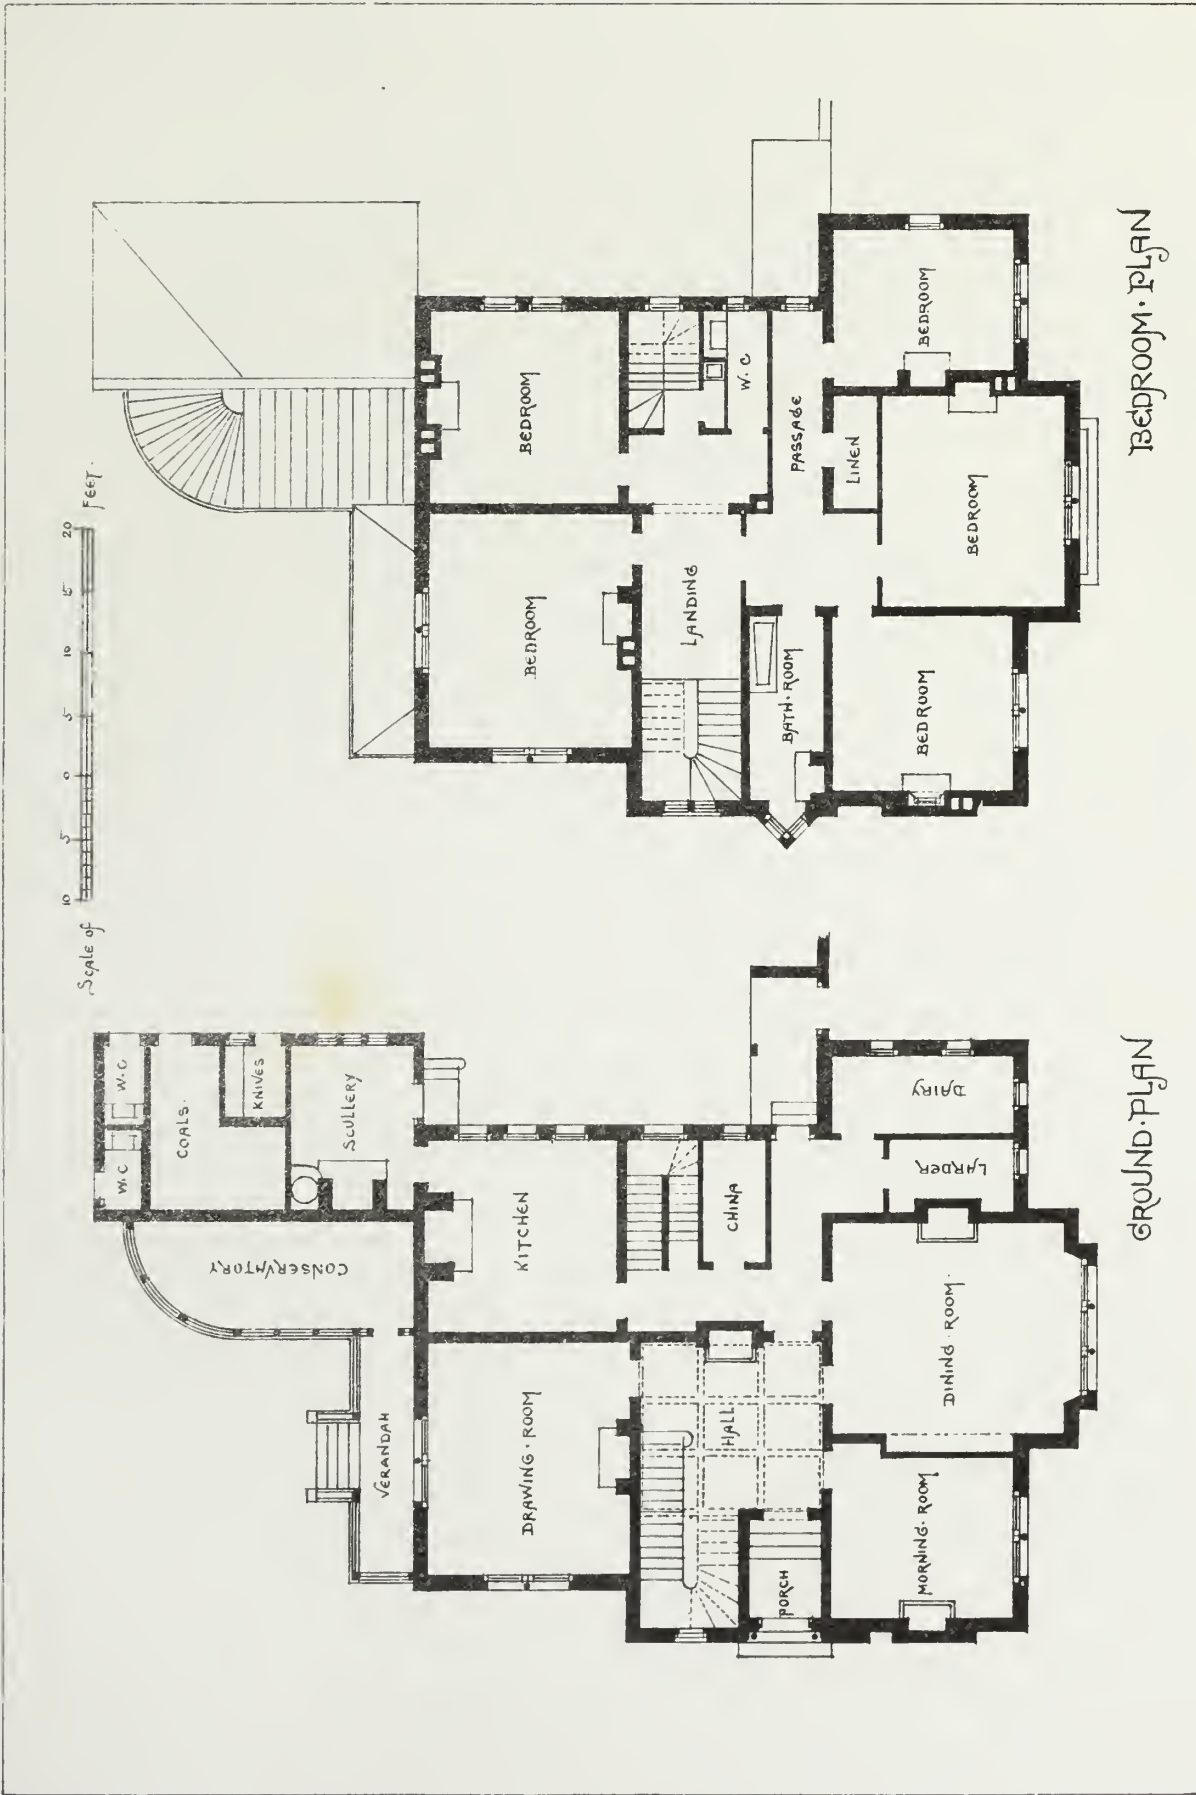 Scale of 10 5 0 5 10 15 20 FEET.
W.C
W.C
COALS.
KNIVES
SCULLERY
CONSERVATORY
VERANDAH
KITCHEN
DRAWING·ROOM
CHINA
HALL
PORCH
DAIRY
LARDER
DINING·ROOM·
MORNING·ROOM
GROUND·PLAN
BEDROOM
BEDROOM
W.C
LANDING
PASSAGE
BATH·ROOM
LINEN
BEDROOM
BEDROOM
BEDROOM
BEDROOM·PLAN